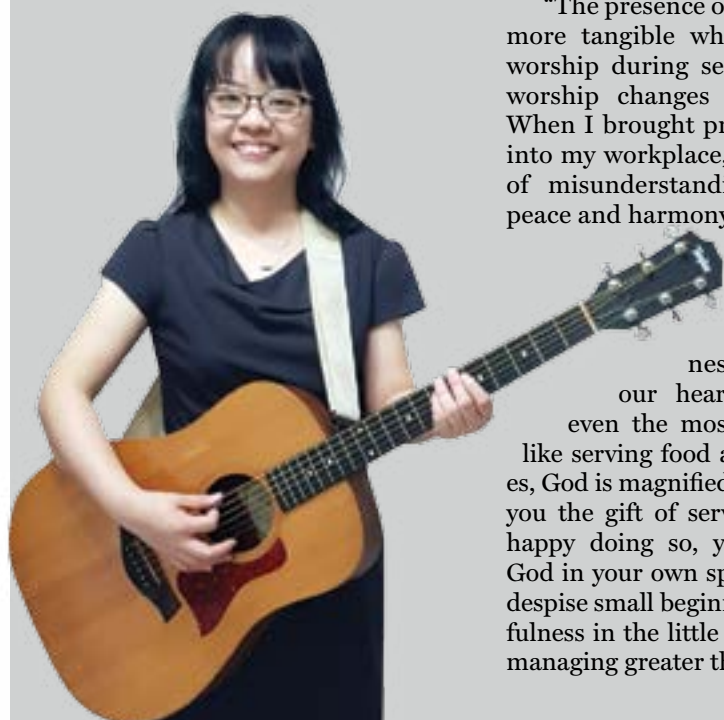 “The presence o
more tangible wh
worship during se
worship changes
When I brought pr
into my workplace,
of misunderstandi
peace and harmony
nes
our hear
even the mos
like serving food a
es, God is magnified
you the gift of serv
happy doing so, y
God in your own sp
despise small begin
fulness in the little
managing greater th